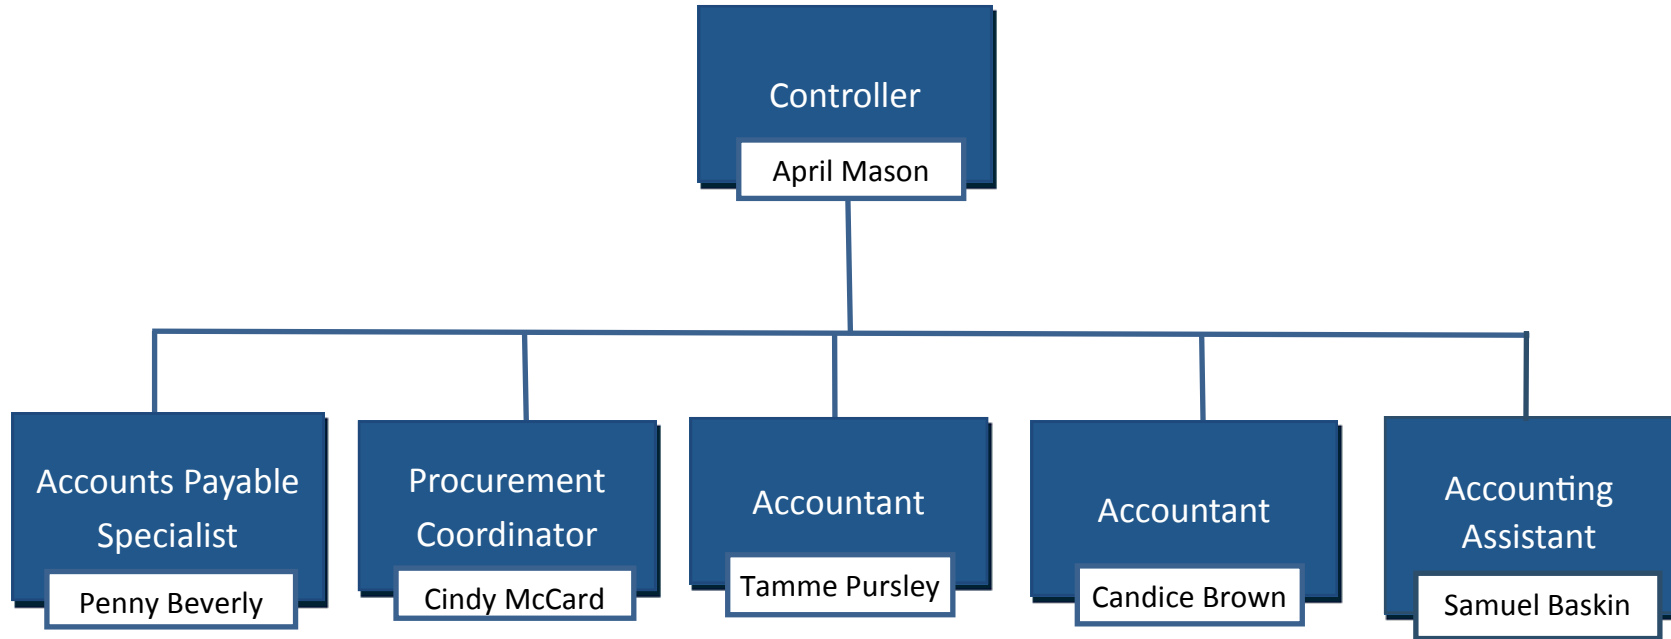 Controller
April Mason
Accounts Payable
Specialist
Penny Beverly
Procurement
Coordinator
Cindy McCard
Accountant
Tamme Pursley
Accountant
Candice Brown
Accounting
Assistant
Samuel Baskin